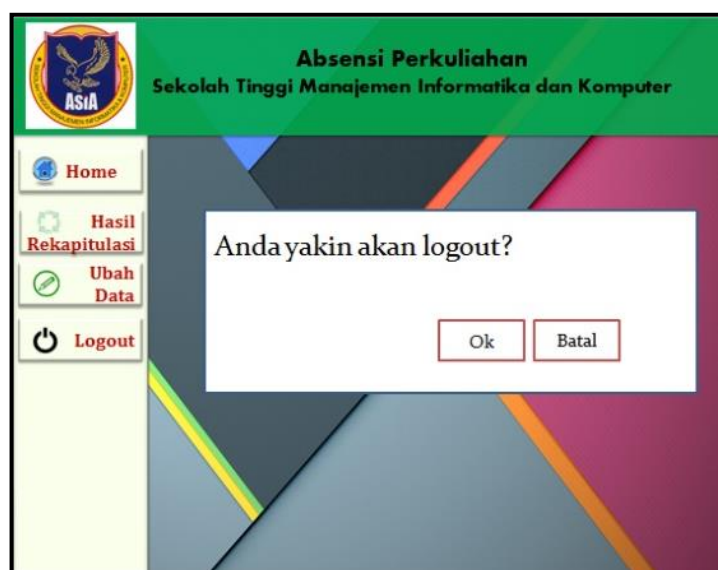 Absensi Perkuliahan
Sekolah Tinggi Manajemen Informatika dan Komputer
ASIA
Home
Hasil
Rekapitulasi
Ubah
Data
Logout
Anda yakin akan logout?
Ok
Batal